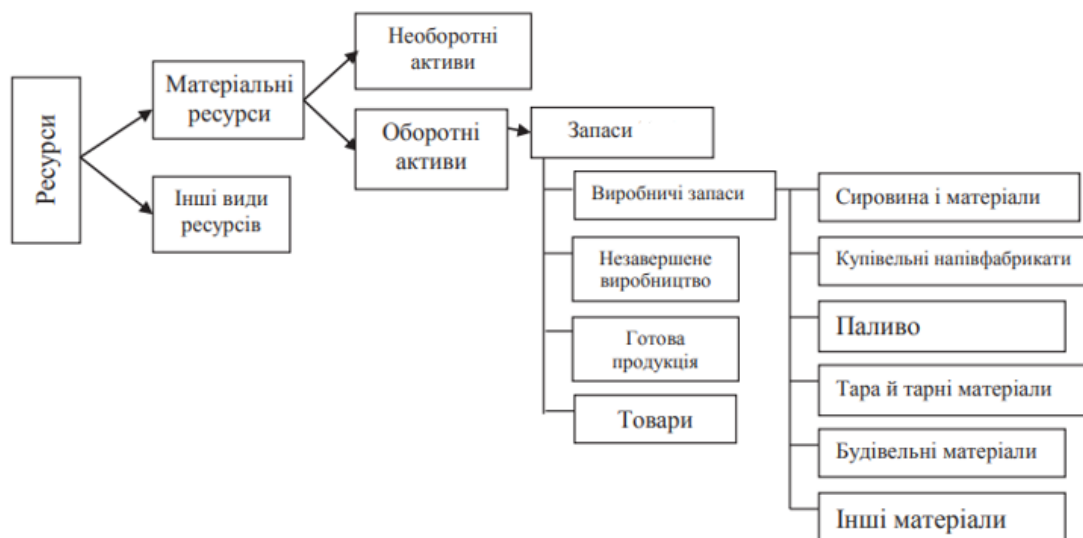 Ресурси
Матеріальні
ресурси
Інші види
ресурсів
Необоротні
активи
Оборотні
активи
Запаси
Виробничі запаси
Незавершене
виробництво
Готова
продукція
Товари
Сировина і матеріали
Купівельні напівфабрикати
Паливо
Тара й тарні матеріали
Будівельні матеріали
Інші матеріали